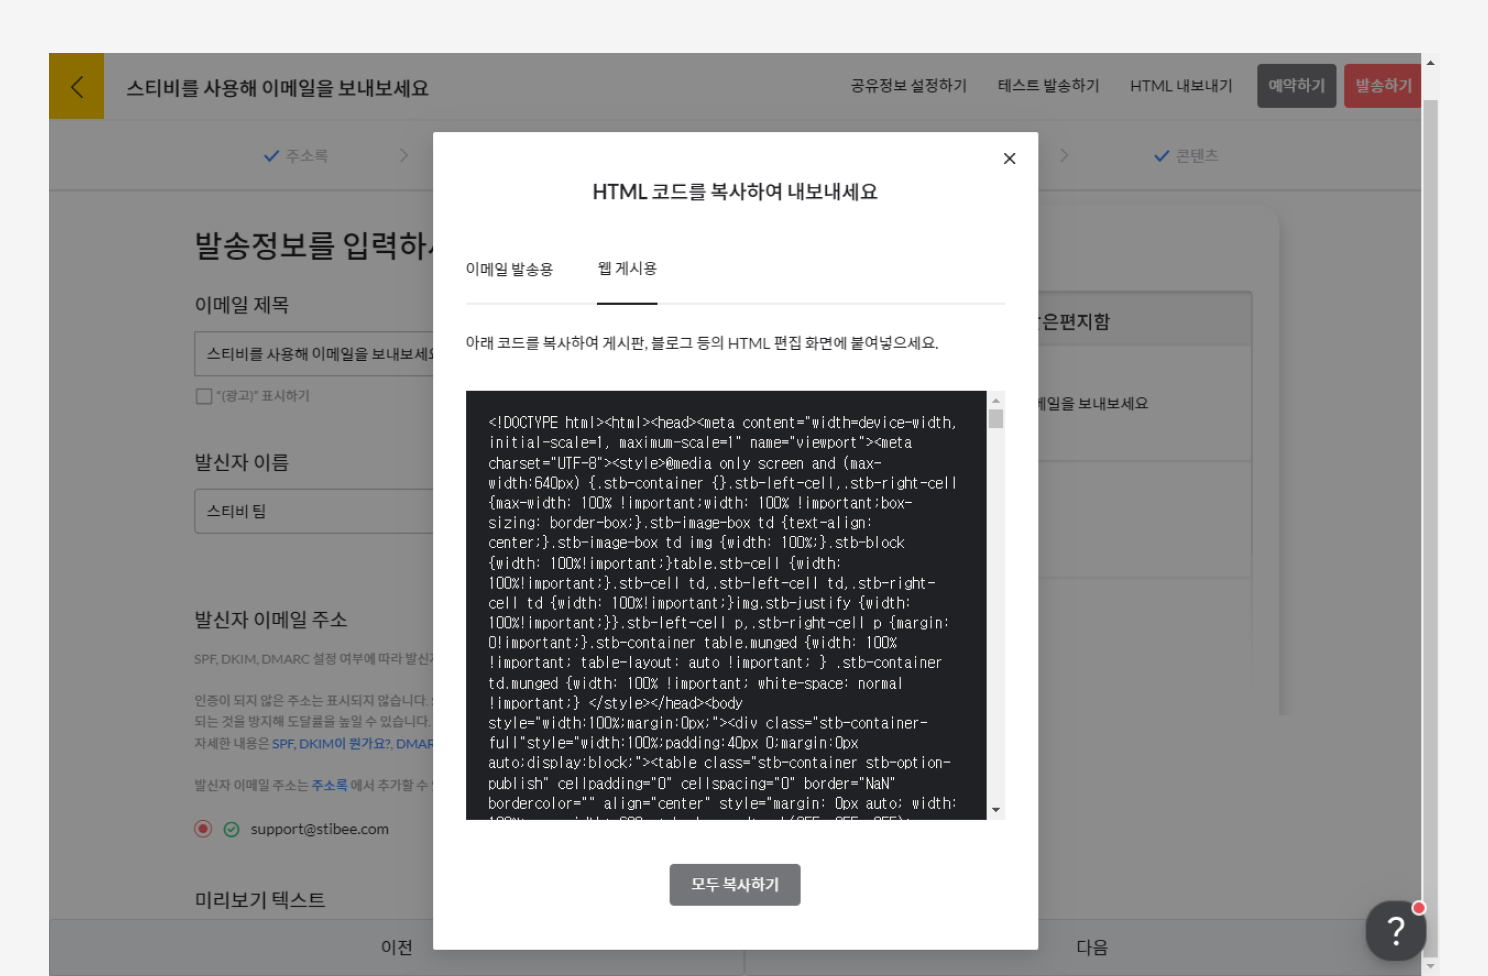 스티비를 사용해 이메일을 보내보세요
공유정보 설정하기
테스트 발송하기
HTML 내보내기
예약하기
발송하기
주소록
콘텐츠
HTML 코드를 복사하여 내보내세요
이메일 발송용
웹 게시용
아래 코드를 복사하여 게시판, 블로그 등의 HTML 편집 화면에 붙여넣으세요.
<!DOCTYPE html><html><head><meta content="width=device-width,
initial-scale=1, maximum-scale=1" name="viewport"><meta
charset="UTF-8"><style>@media only screen and (max-
width:640px) {.stb-container {}.stb-left-cell,.stb-right-cell
{max-width: 100% !important;width: 100% !important;box-
sizing: border-box;}.stb-image-box td {text-align:
center;}.stb-image-box td img {width: 100%;}.stb-block
{width: 100%!important;}table.stb-cell {width:
100%!important;}.stb-cell td,.stb-left-cell td,.stb-right-
cell td {width: 100%!important;}img.stb-justify {width:
100%!important;}}.stb-left-cell p,.stb-right-cell p {margin:
0!important;}.stb-container table.munged {width: 100%
!important; table-layout: auto !important; } .stb-container
td.munged {width: 100% !important; white-space: normal
!important;} </style></head><body
style="width:100%;margin:0px;"><div class="stb-container-
full"style="width:100%;padding:40px 0;margin:0px
auto;display:block;"><table class="stb-container stb-option-
publish" cellpadding="0" cellspacing="0" border="NaN"
bordercolor="" align="center" style="margin: 0px auto; width:
모두 복사하기
발송정보를 입력하
이메일 제목
스티비를 사용해 이메일을 보내보세요
"(광고)" 표시하기
발신자 이름
스티비 팀
발신자 이메일 주소
SPF, DKIM, DMARC 설정 여부에 따라 발신
인증이 되지 않은 주소는 표시되지 않습니다.
되는 것을 방지해 도달률을 높일 수 있습니다.
자세한 내용은 SPF, DKIM이 뭔가요?, DMAR
발신자 이메일 주소는 주소록 에서 추가할 수
support@stibee.com
미리보기 텍스트
은편지함
메일을 보내보세요
이전
다음
?